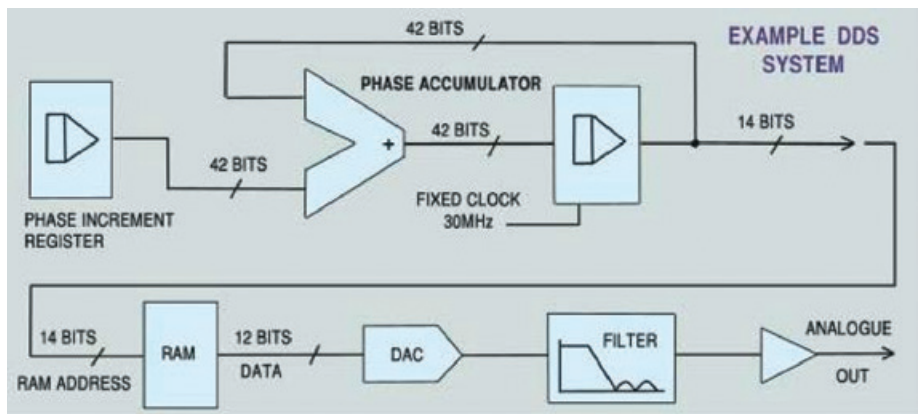 42 BITS
EXAMPLE DDS
SYSTEM
PHASE ACCUMULATOR
42 BITS
14 BITS
+
42 BITS
FIXED CLOCK
30MHz
PHASE INCREMENT
REGISTER
14 BITS
RAM ADDRESS
RAM
12 BITS
DATA
DAC
FILTER
ANALOGUE
OUT